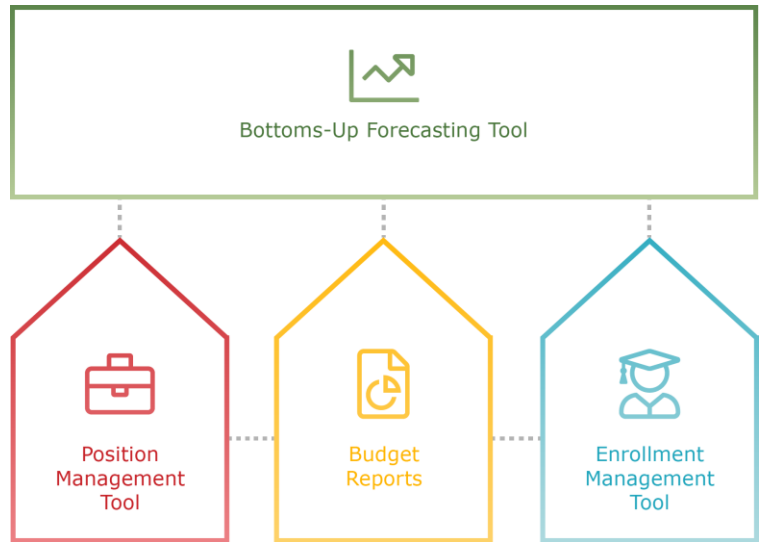 Bottoms-Up Forecasting Tool
Position
Management
Tool
Budget
Reports
Enrollment
Management
Tool